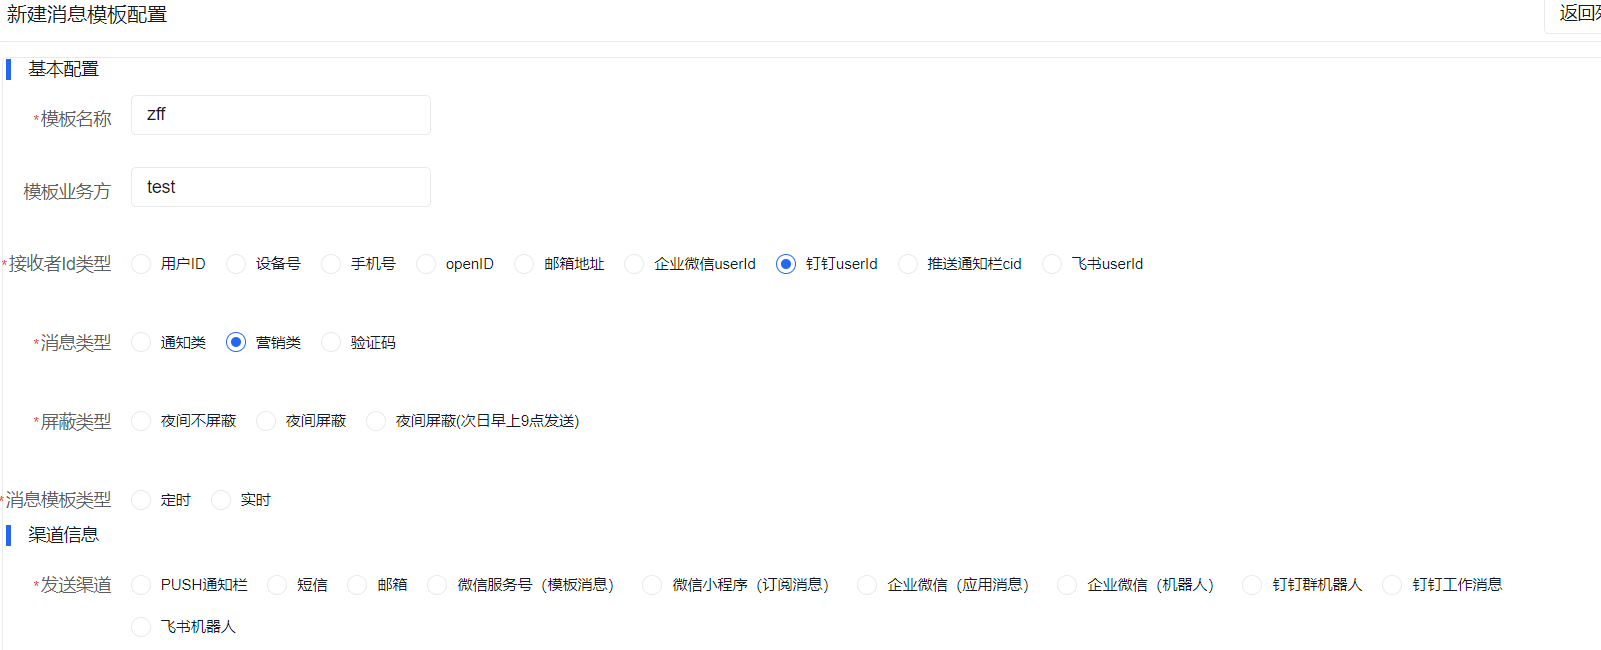 新建消息模板配置 返回
基本配置
*模板名称 zff
模板业务方 test
*接收者Id类型 用户ID 设备号 手机号 openID 邮箱地址 企业微信userId 钉钉userId 推送通知栏cid 飞书userId
*消息类型 通知类 营销类 验证码
*屏蔽类型 夜间不屏蔽 夜间屏蔽 夜间屏蔽(次日早上9点发送)
*消息模板类型 定时 实时
渠道信息
*发送渠道 PUSH通知栏 短信 邮箱 微信服务号（模板消息） 微信小程序（订阅消息） 企业微信（应用消息） 企业微信（机器人） 钉钉群机器人 钉钉工作消息
飞书机器人